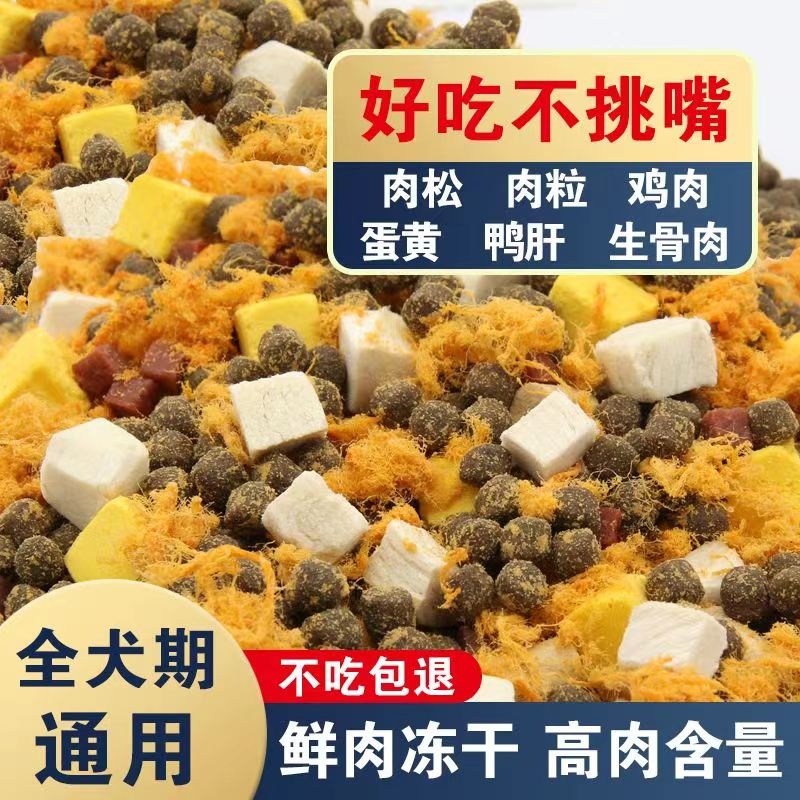 好吃不挑嘴
肉松 肉粒 鸡肉
蛋黄 鸭肝 生骨肉
全犬期
通用
不吃包退
鲜肉冻干 高肉含量